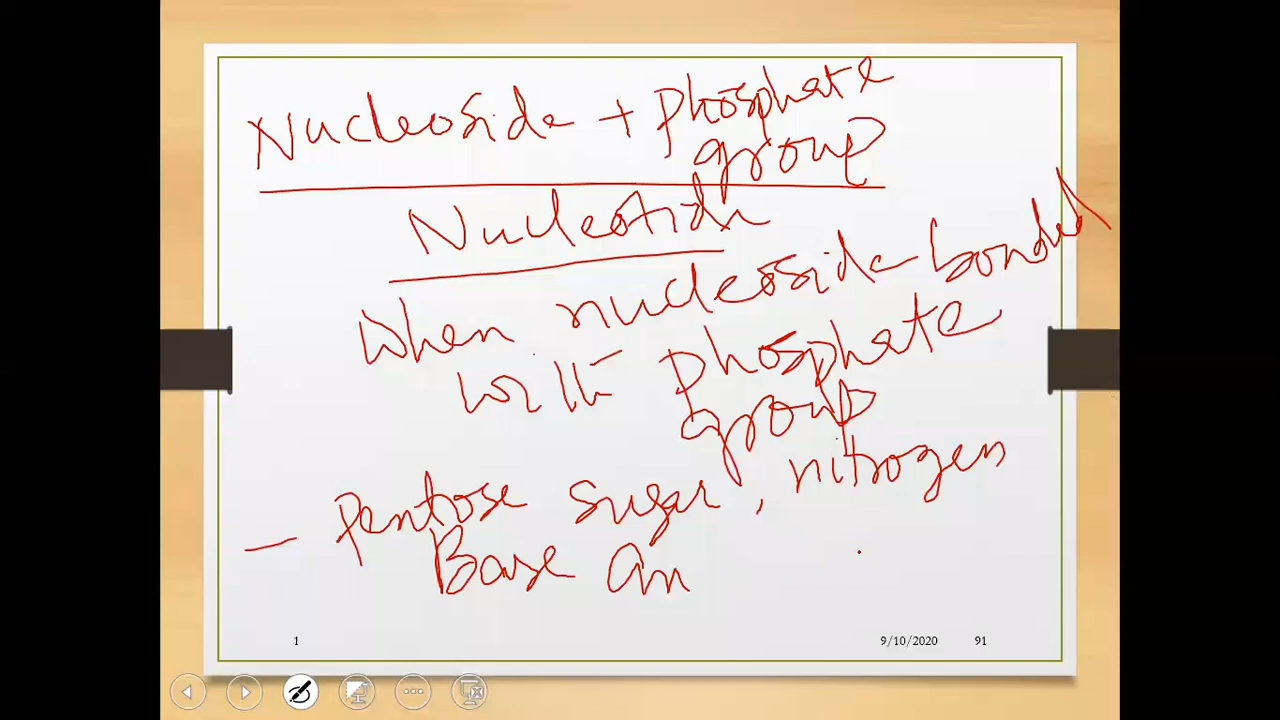 Nucleoside + Phosphate
group
Nucleotide
When nucleoside bonded
with phosphate
group
- Pentose sugar, nitrogen
Base an
1 9/10/2020 91